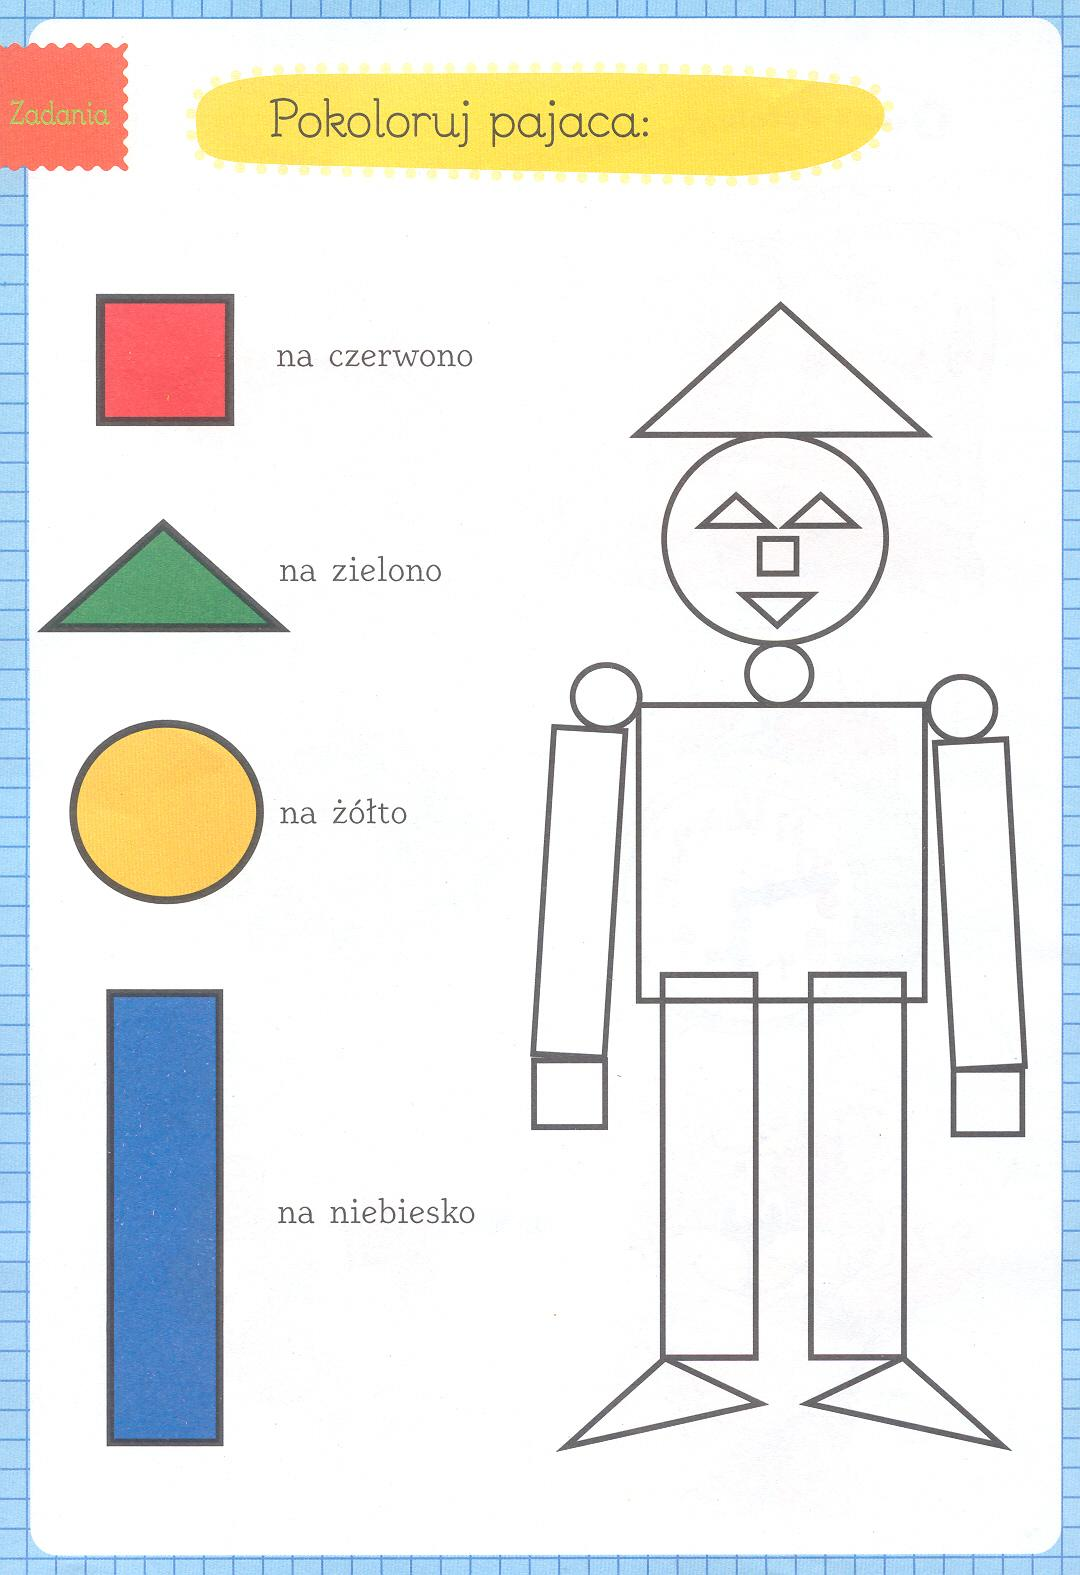 Zadania
Pokoloruj pajaca:
na czerwono
na zielono
na żółto
na niebiesko